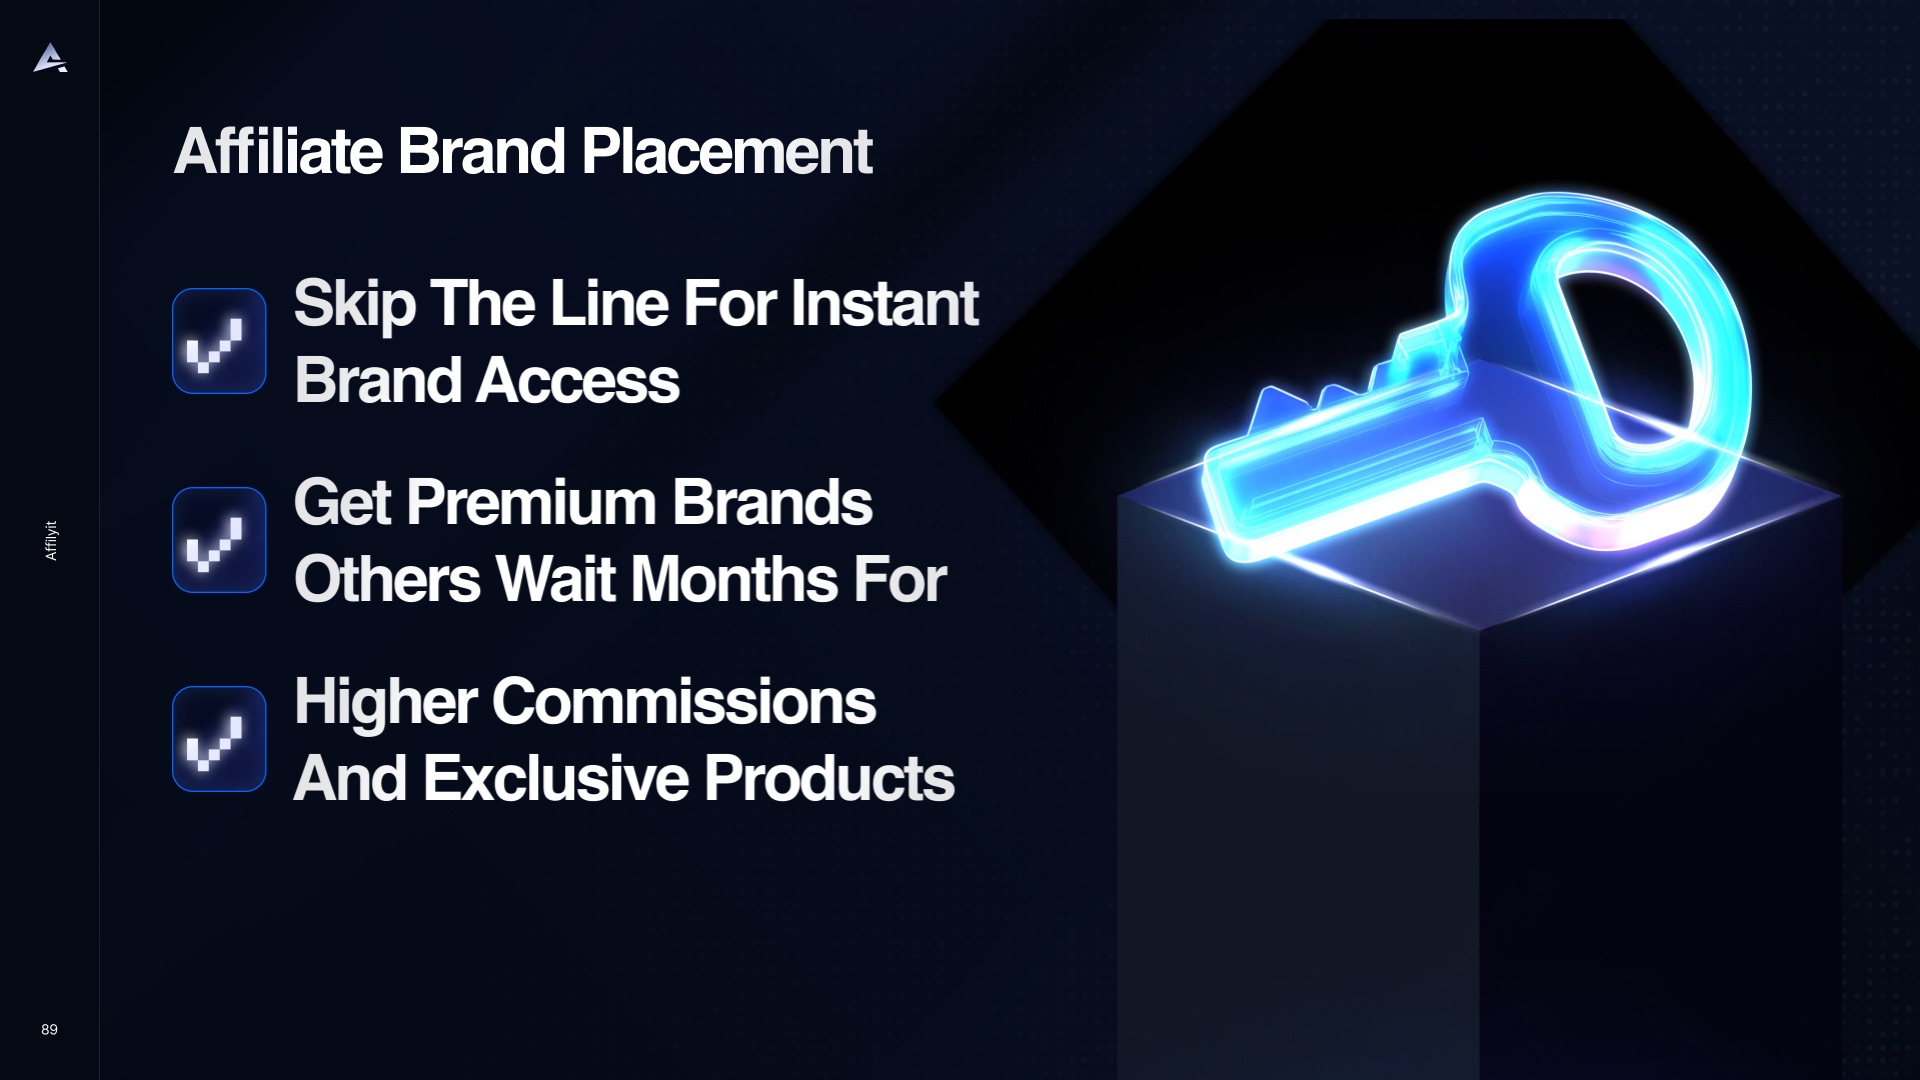 Affiliate Brand Placement
Skip The Line For Instant
Brand Access
Get Premium Brands
Others Wait Months For
Higher Commissions
And Exclusive Products
Affilyit
89